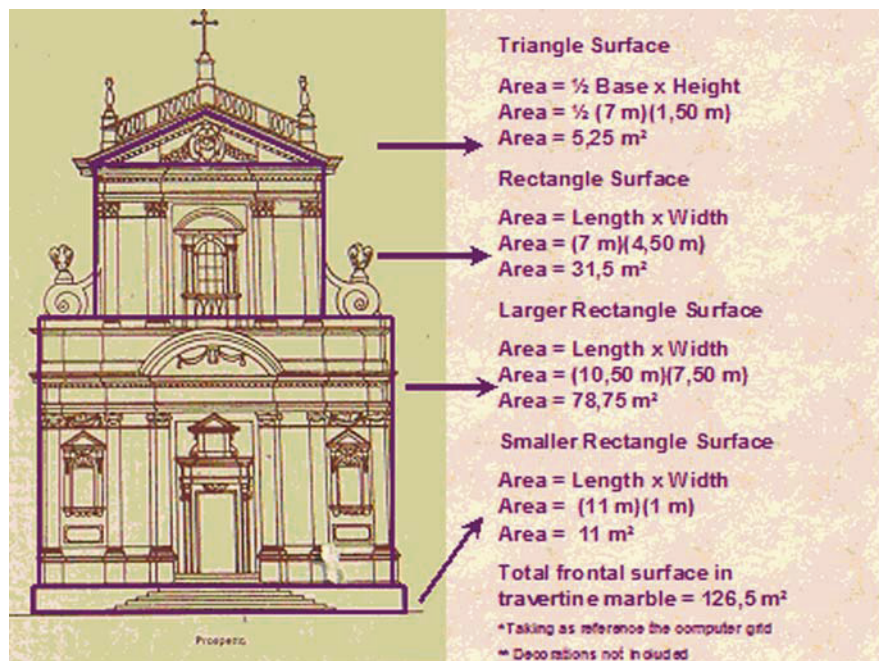 Triangle Surface
Area = ½ Base x Height
Area = ½ (7 m)(1,50 m)
Area = 5,25 m²
Rectangle Surface
Area = Length x Width
Area = (7 m)(4,50 m)
Area = 31,5 m²
Larger Rectangle Surface
Area = Length x Width
Area = (10,50 m)(7,50 m)
Area = 78,75 m²
Smaller Rectangle Surface
Area = Length x Width
Area = (11 m)(1 m)
Area = 11 m²
Total frontal surface in
travertine marble = 126,5 m²
*Taking as reference the computer grid
** Decorations not included